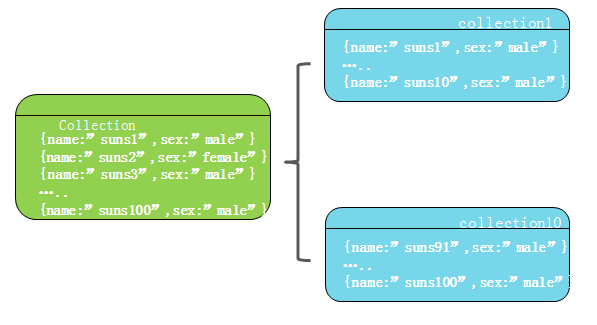 Collection
{name:” suns1” ,sex:” male” }
{name:” suns2” ,sex:” female” }
{name:” suns3” ,sex:” male” }
…..
{name:” suns100” ,sex:” male” }
collection1
{name:” suns1” ,sex:” male” }
…..
{name:” suns10” ,sex:” male” }
collection10
{name:” suns91” ,sex:” male” }
…..
{name:” suns100” ,sex:” male” }